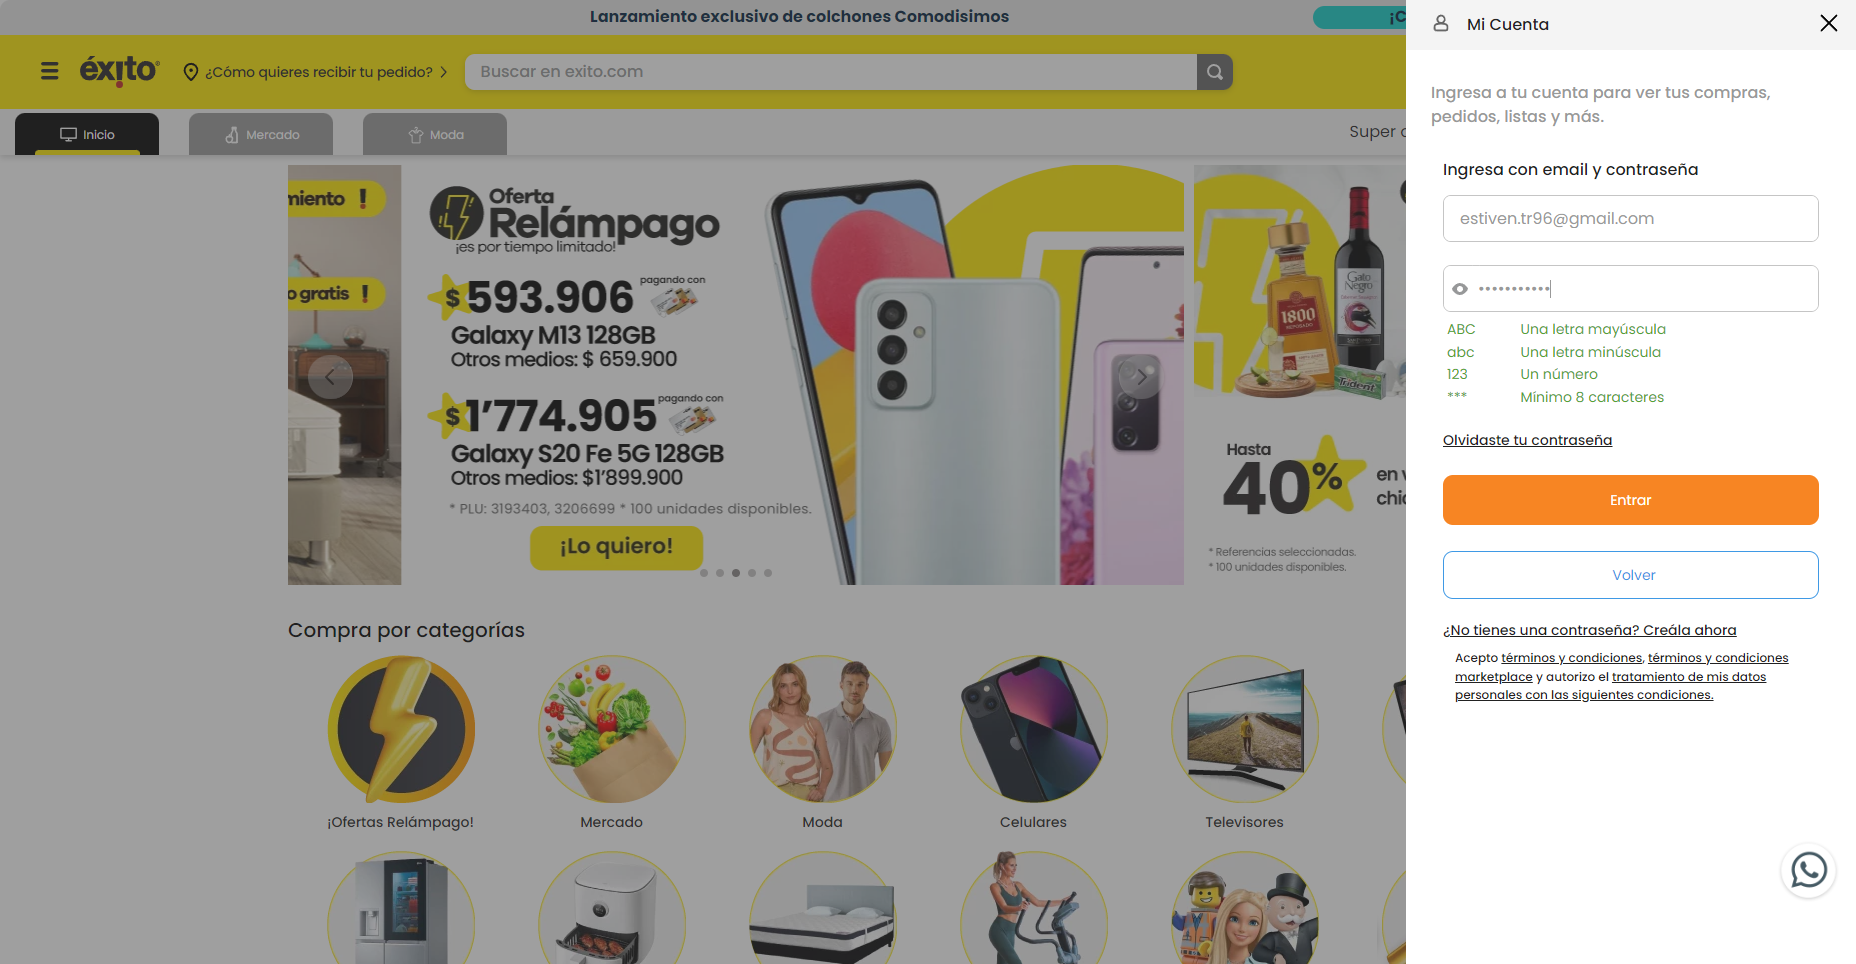 Lanzamiento exclusivo de colchones Comodisimos
éxito
¿Cómo quieres recibir tu pedido?
Buscar en exito.com
Inicio
Mercado
Moda
Super
miento !
o gratis !
Oferta
Relámpago
¡es por tiempo limitado!
$593.906
pagando con
Galaxy M13 128GB
Otros medios: $ 659.900
$1’774.905
pagando con
Galaxy S20 Fe 5G 128GB
Otros medios: $1’899.900
* PLU: 3193403, 3206699 * 100 unidades disponibles.
¡Lo quiero!
Gato
Negro
1800
REPOSADO
Trident
Hasta
40%
en v
chic
* Referencias seleccionadas.
* 100 unidades disponibles.
Compra por categorías
¡Ofertas Relámpago!
Mercado
Moda
Celulares
Televisores
Mi Cuenta
Ingresa a tu cuenta para ver tus compras,
pedidos, listas y más.
Ingresa con email y contraseña
estiven.tr96@gmail.com
•••••••••••
ABC Una letra mayúscula
abc Una letra minúscula
123 Un número
*** Mínimo 8 caracteres
Olvidaste tu contraseña
Entrar
Volver
¿No tienes una contraseña? Creála ahora
Acepto términos y condiciones, términos y condiciones
marketplace y autorizo el tratamiento de mis datos
personales con las siguientes condiciones.